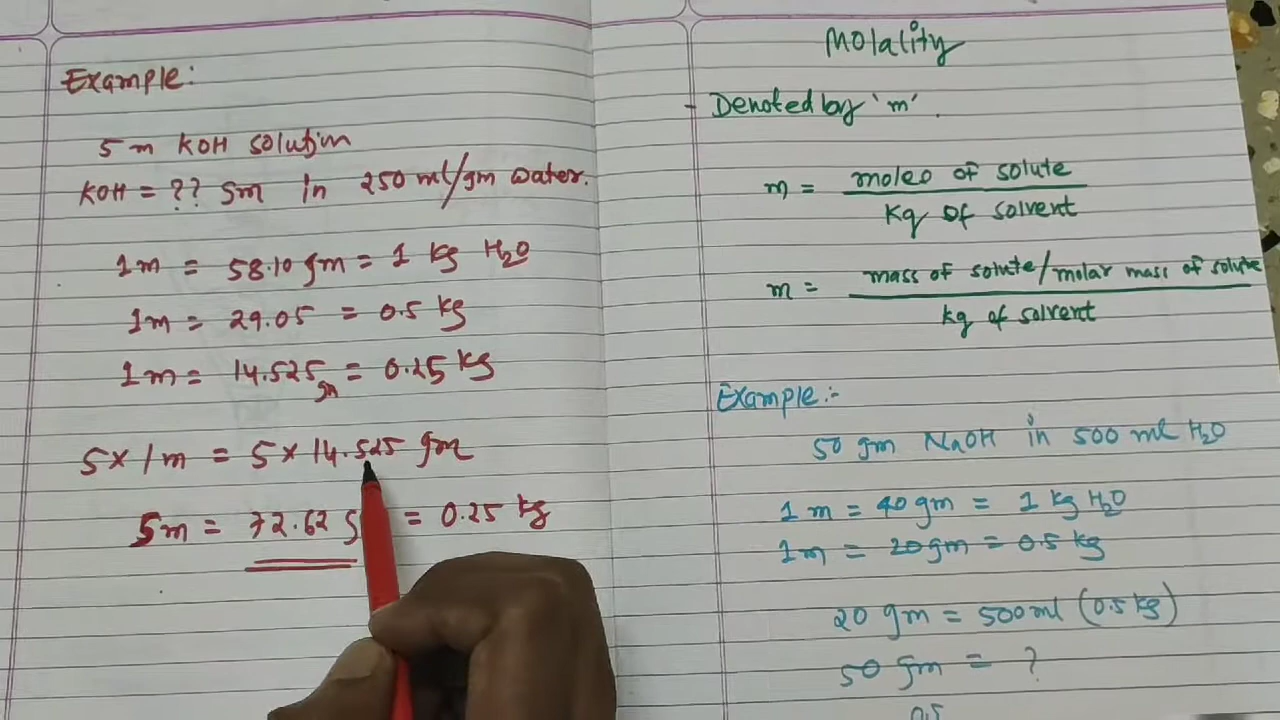 Example:
5 m KOH solution
KOH = ?? 5m in 250 ml/gm water.
1m = 58.10 gm = 1 kg H2O
1m = 29.05 = 0.5 kg
1m = 14.525 gm = 0.25 kg
5 × 1m = 5 × 14.525 gm
5m = 72.62 g = 0.25 kg
Molality
- Denoted by 'm'.
m = moles of solute
kg of solvent
m = mass of solute/molar mass of solute
kg of solvent
Example:-
50 gm NaOH in 500 ml H2O
1 m = 40 gm = 1 kg H2O
1m = 20 gm = 0.5 kg
20 gm = 500 ml (0.5 kg)
50 gm = ?
0.5